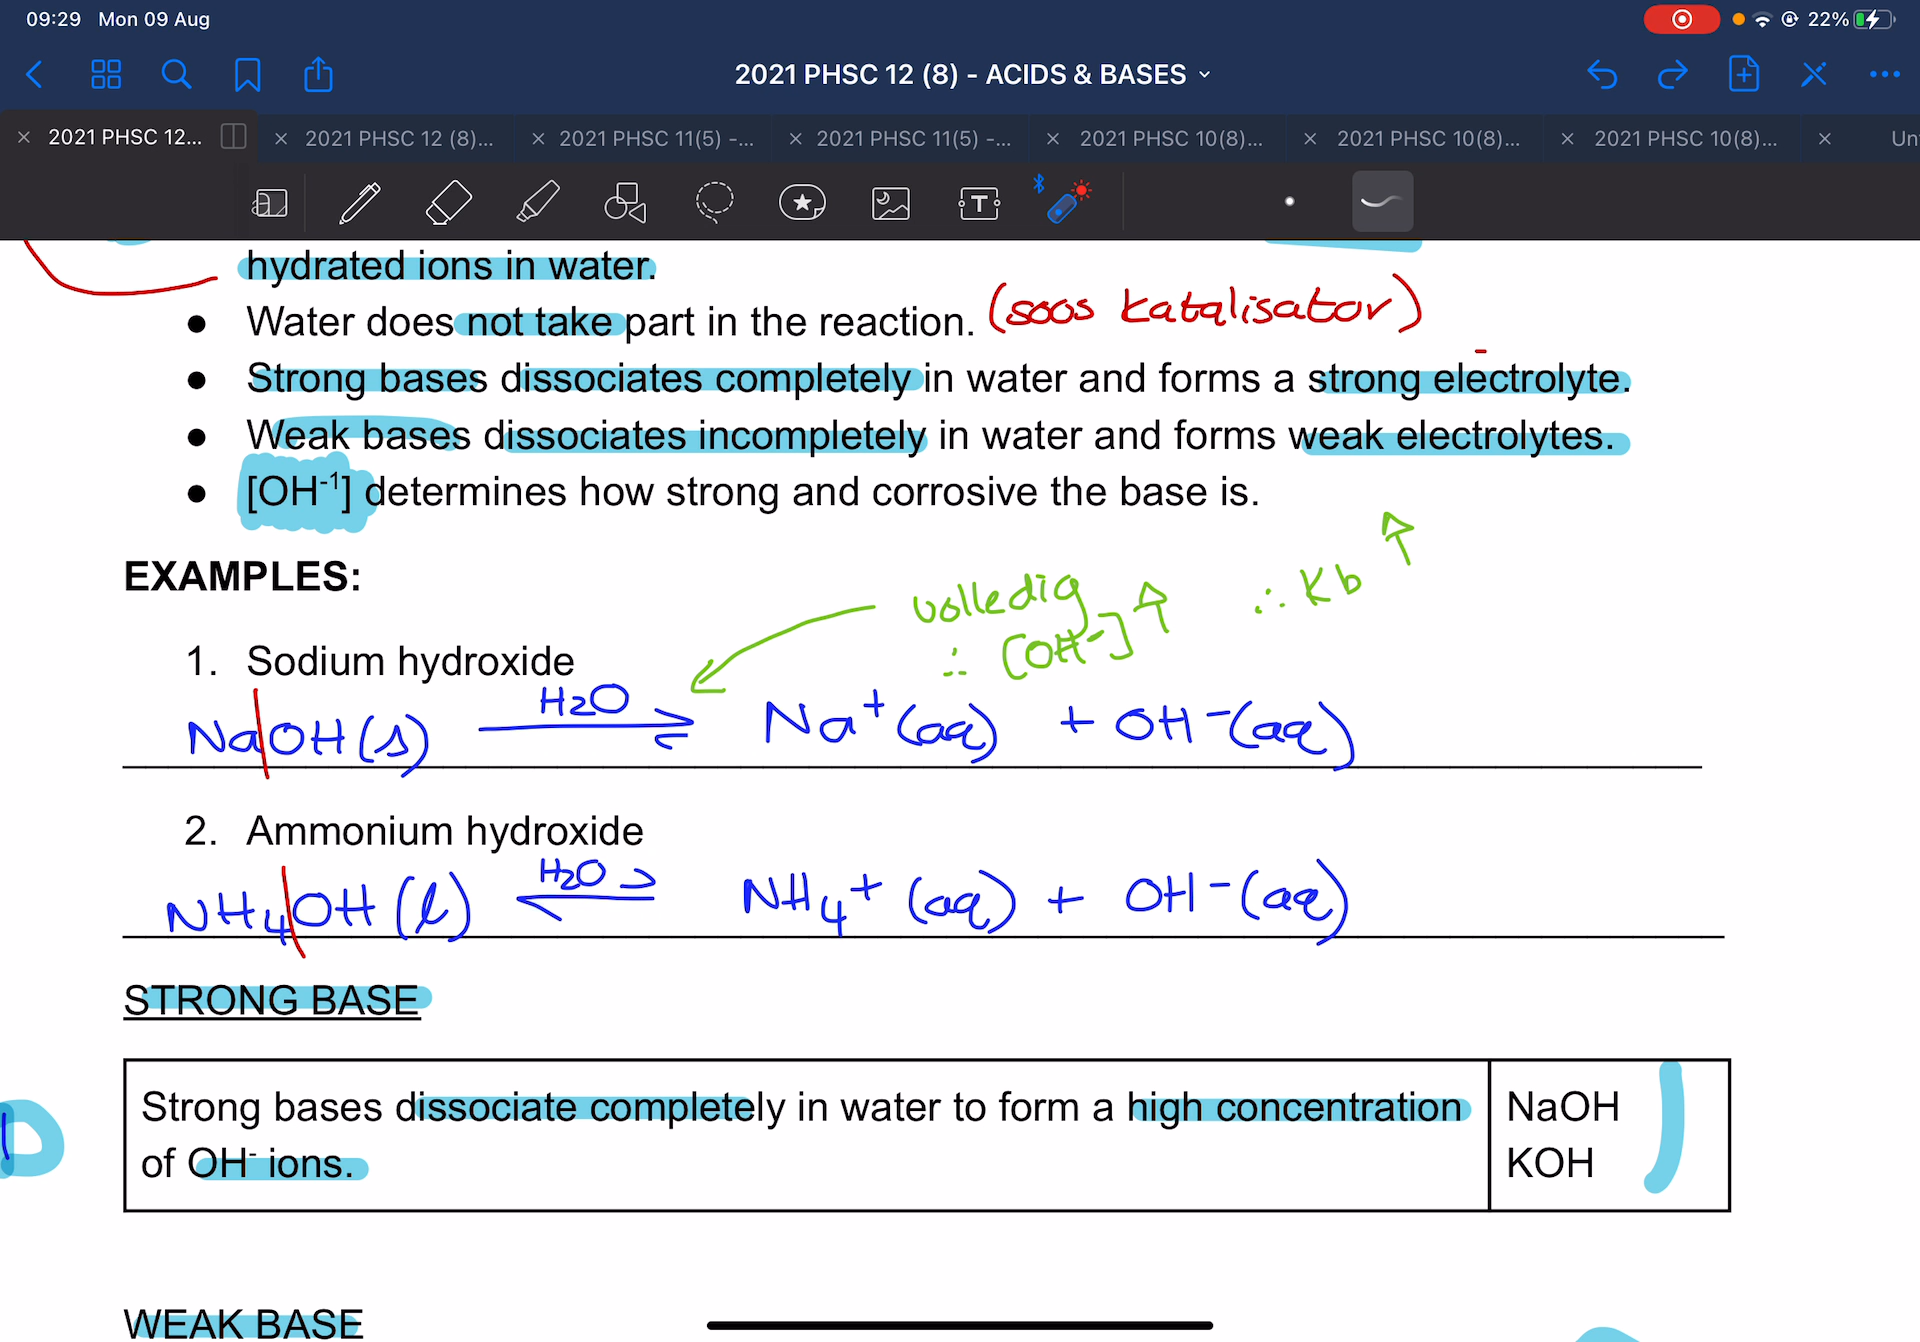 09:29 Mon 09 Aug
22%
2021 PHSC 12 (8) - ACIDS & BASES
2021 PHSC 12... 2021 PHSC 12 (8)... 2021 PHSC 11(5) -... 2021 PHSC 11(5) -... 2021 PHSC 10(8)... 2021 PHSC 10(8)... 2021 PHSC 10(8)... Un
hydrated ions in water.
● Water does not take part in the reaction. (soos katalisator)
● Strong bases dissociates completely in water and forms a strong electrolyte.
● Weak bases dissociates incompletely in water and forms weak electrolytes.
● [OH⁻¹] determines how strong and corrosive the base is.
EXAMPLES:
volledig
∴ [OH⁻] ↑ ∴ Kb ↑
1. Sodium hydroxide
NaOH(s) H2O ⇌ Na⁺(aq) + OH⁻(aq)
2. Ammonium hydroxide
NH4OH(l) H2O ⇌ NH4⁺(aq) + OH⁻(aq)
STRONG BASE
Strong bases dissociate completely in water to form a high concentration
of OH⁻ ions.
NaOH
KOH
WEAK BASE